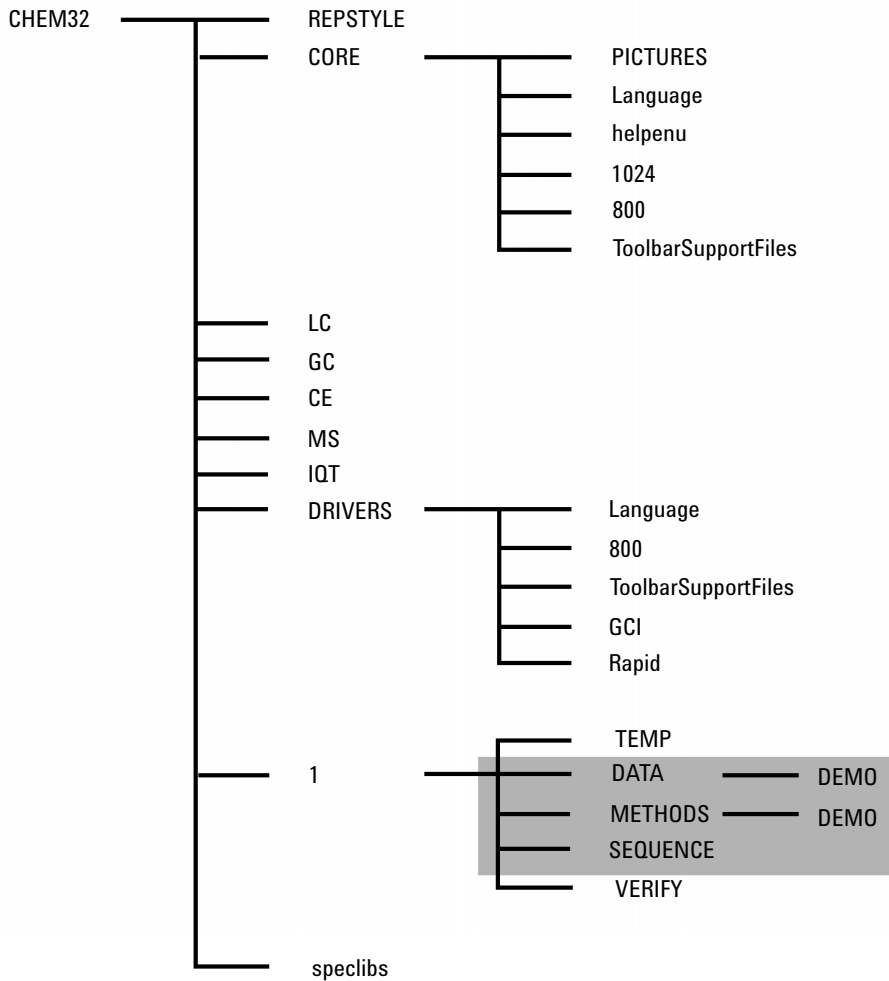 CHEM32 REPSTYLE
CORE PICTURES
Language
helpenu
1024
800
ToolbarSupportFiles
LC
GC
CE
MS
IQT
DRIVERS Language
800
ToolbarSupportFiles
GCI
Rapid
TEMP
1 DATA DEMO
METHODS DEMO
SEQUENCE
VERIFY
speclibs